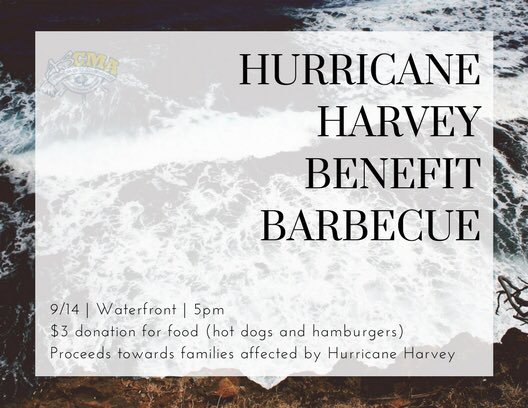 CMA
HURRICANE
HARVEY
BENEFIT
BARBECUE
9/14 | Waterfront | 5pm
$3 donation for food (hot dogs and hamburgers)
Proceeds towards families affected by Hurricane Harvey